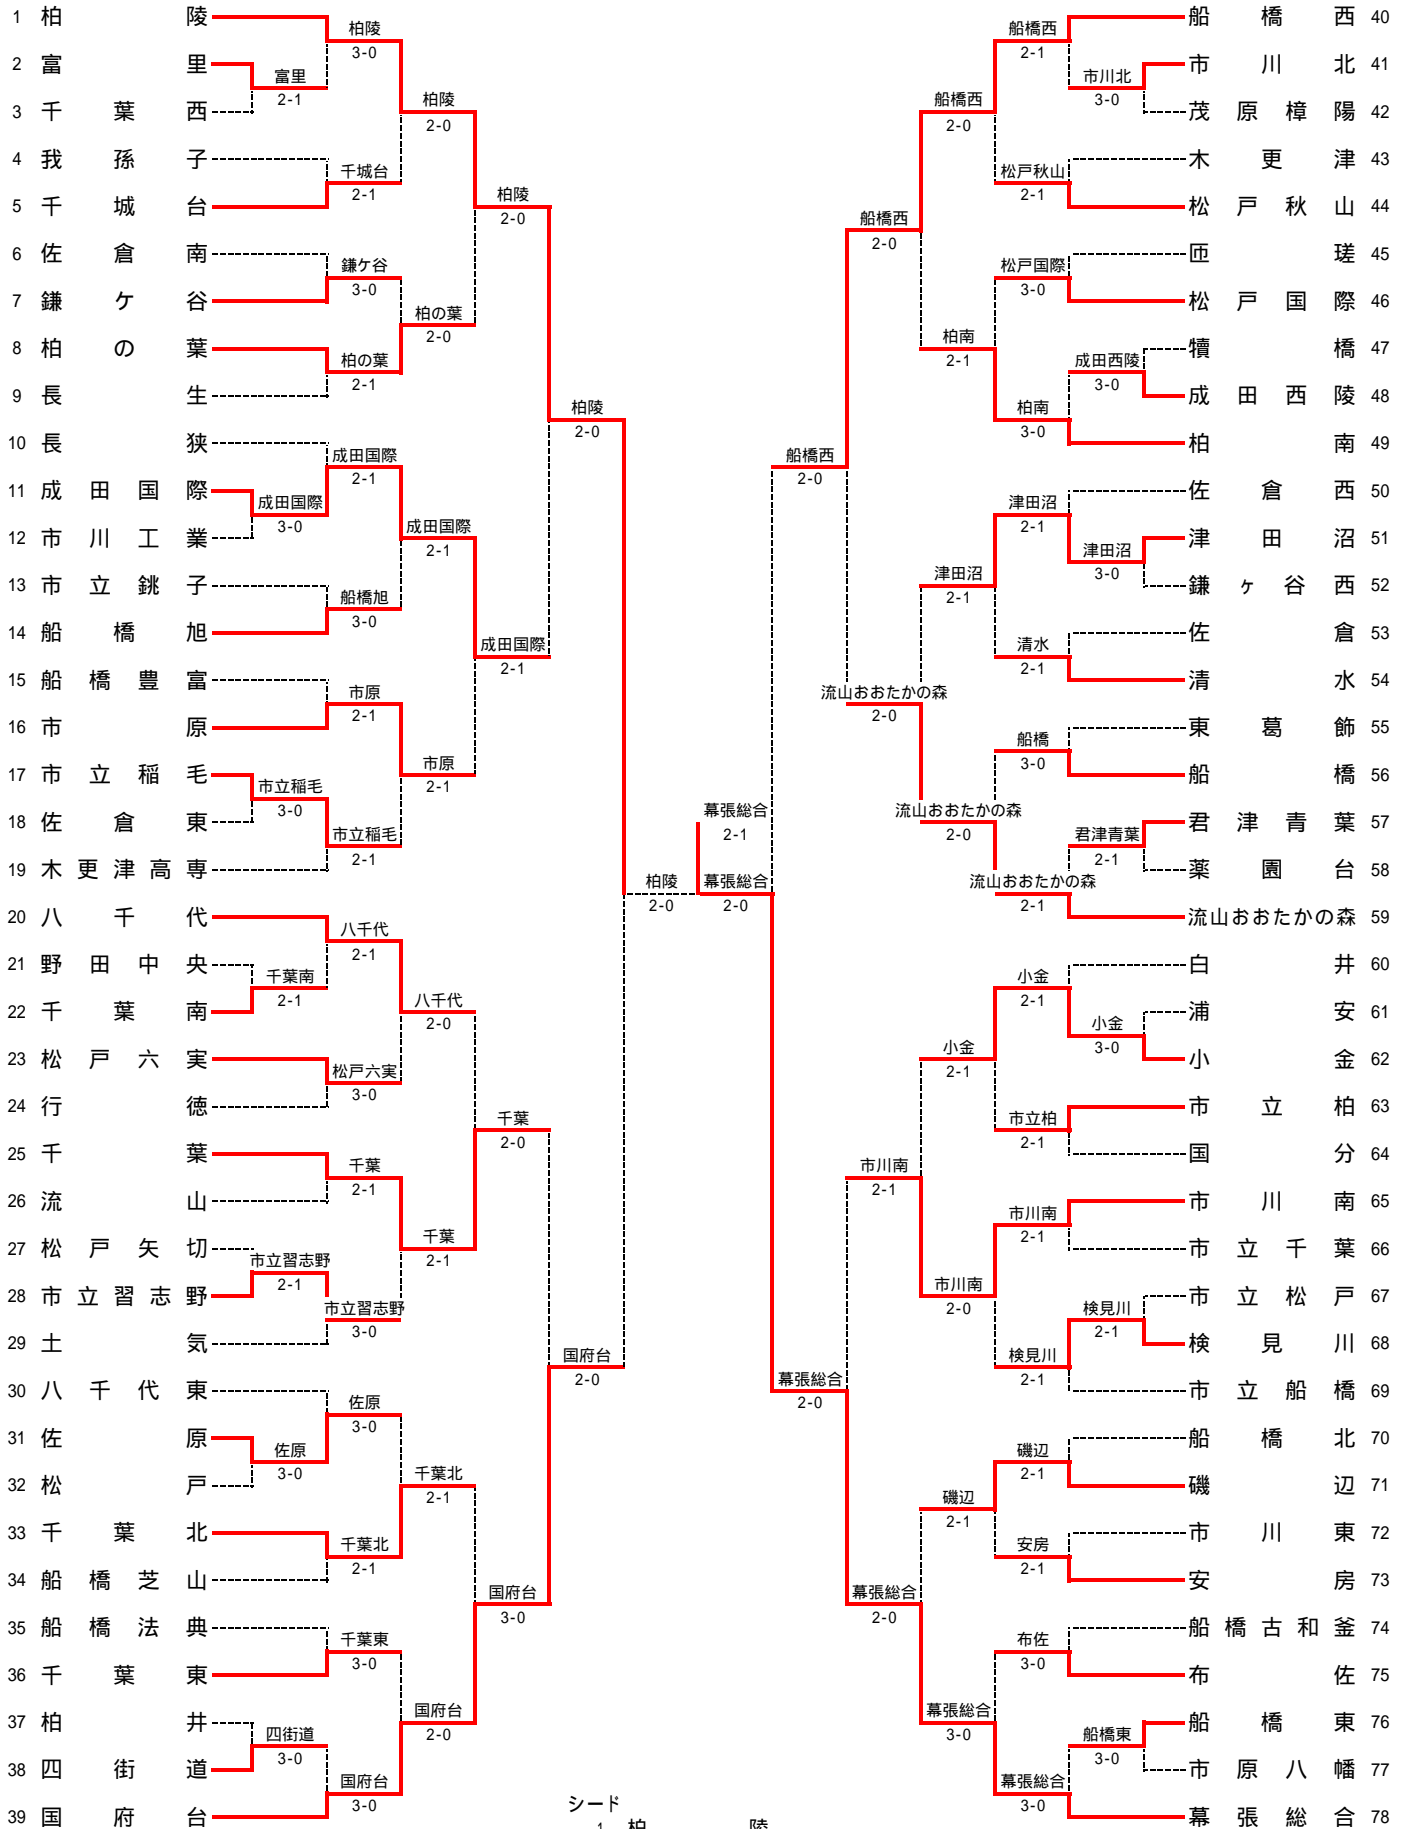 1 柏陵
2 富里
3 千葉西
4 我孫子
5 千城台
6 佐倉南
7 鎌ケ谷
8 柏の葉
9 長生
10 長狭
11 成田国際
12 市川工業
13 市立銚子
14 船橋旭
15 船橋豊富
16 市原
17 市立稲毛
18 佐倉東
19 木更津高専
20 八千代
21 野田中央
22 千葉南
23 松戸六実
24 行徳
25 千葉
26 流山
27 松戸矢切
28 市立習志野
29 土気
30 八千代東
31 佐原
32 松戸
33 千葉北
34 船橋芝山
35 船橋法典
36 千葉東
37 柏井
38 四街道
39 国府台
富里
2-1
成田国際
3-0
市立稲毛
3-0
千葉南
2-1
市立習志野
2-1
佐原
3-0
四街道
3-0
柏陵
3-0
千城台
2-1
鎌ケ谷
3-0
柏の葉
2-1
成田国際
2-1
船橋旭
3-0
市原
2-1
市立稲毛
2-1
八千代
2-1
松戸六実
3-0
千葉
2-1
市立習志野
3-0
佐原
3-0
千葉北
2-1
千葉東
3-0
国府台
3-0
柏陵
2-0
柏の葉
2-0
成田国際
2-1
市原
2-1
八千代
2-0
千葉
2-1
千葉北
2-1
国府台
2-0
柏陵
2-0
成田国際
2-1
千葉
2-0
国府台
3-0
柏陵
2-0
国府台
2-0
柏陵
2-0
幕張総合
2-1
幕張総合
2-0
船橋西
2-0
幕張総合
2-0
船橋西
2-0
流山おおたかの森
2-0
市川南
2-1
幕張総合
2-0
船橋西
2-0
柏南
2-1
津田沼
2-1
流山おおたかの森
2-0
小金
2-1
市川南
2-0
磯辺
2-1
幕張総合
3-0
船橋西
2-1
松戸秋山
2-1
松戸国際
3-0
柏南
3-0
津田沼
2-1
清水
2-1
船橋
3-0
流山おおたかの森
2-1
小金
2-1
市立柏
2-1
市川南
2-1
検見川
2-1
磯辺
2-1
安房
2-1
布佐
3-0
幕張総合
3-0
市川北
3-0
成田西陵
3-0
津田沼
3-0
君津青葉
2-1
小金
3-0
検見川
2-1
船橋東
3-0
船橋西 40
市川北 41
茂原樟陽 42
木更津 43
松戸秋山 44
匝瑳 45
松戸国際 46
犢橋 47
成田西陵 48
柏南 49
佐倉西 50
津田沼 51
鎌ヶ谷西 52
佐倉 53
清水 54
東葛飾 55
船橋 56
君津青葉 57
薬園台 58
流山おおたかの森 59
白井 60
浦安 61
小金 62
市立柏 63
国分 64
市川南 65
市立千葉 66
市立松戸 67
検見川 68
市立船橋 69
船橋北 70
磯辺 71
市川東 72
安房 73
船橋古和釜 74
布佐 75
船橋東 76
市原八幡 77
幕張総合 78
シード
1 柏陵